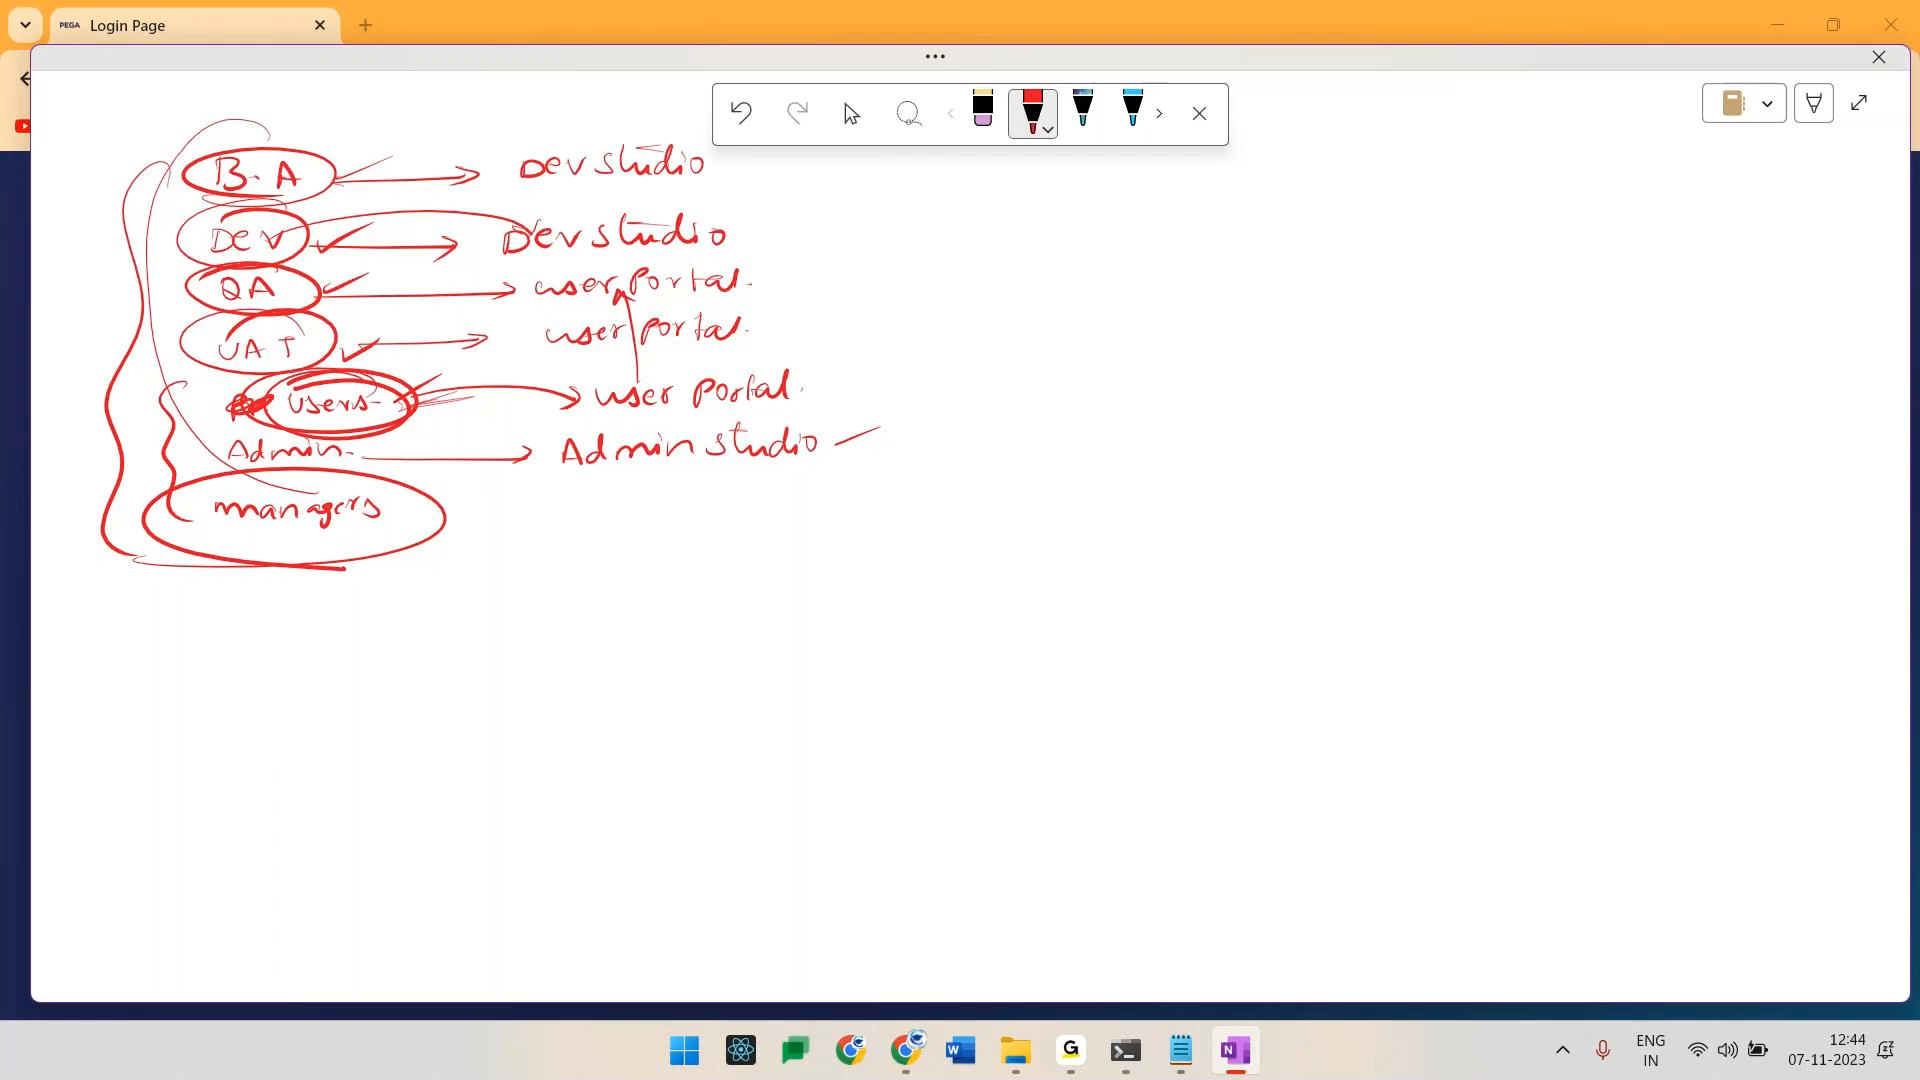 PEGA Login Page
B.A Dev studio
Dev Dev studio
QA user portal.
UAT user portal.
users user portal.
Admin Admin studio
managers
ENG
IN
12:44
07-11-2023